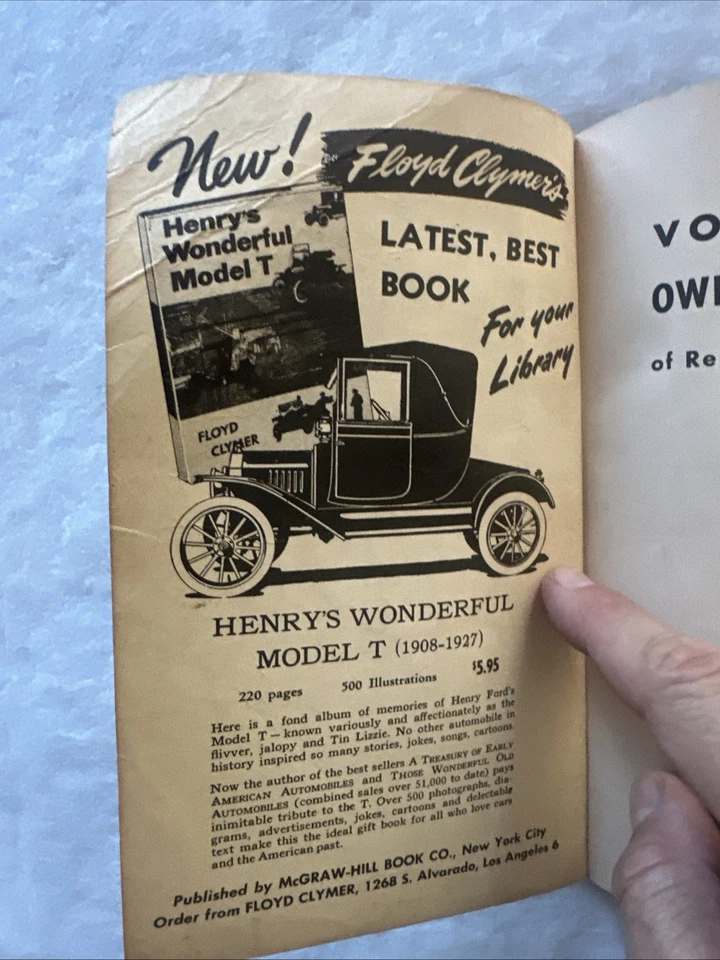 New!
Floyd Clymer's
Henry's
Wonderful
Model T
FLOYD
CLYMER
LATEST, BEST
BOOK
For your
Library
HENRY'S WONDERFUL
MODEL T (1908-1927)
220 pages 500 Illustrations $5.95
Here is a fond album of memories of Henry Ford's
Model T — known variously and affectionately as the
flivver, jalopy and Tin Lizzie. No other automobile in
history inspired so many stories, jokes, songs, cartoons.
Now the author of the best sellers A TREASURY OF EARLY
AMERICAN AUTOMOBILES and THOSE WONDERFUL OLD
AUTOMOBILES (combined sales over 51,000 to date) pays
inimitable tribute to the T. Over 500 photographs, dia-
grams, advertisements, jokes, cartoons and delectable
text make this the ideal gift book for all who love cars
and the American past.
Published by McGRAW-HILL BOOK CO., New York City
Order from FLOYD CLYMER, 1268 S. Alvarado, Los Angeles 6
VO
OW
of Re